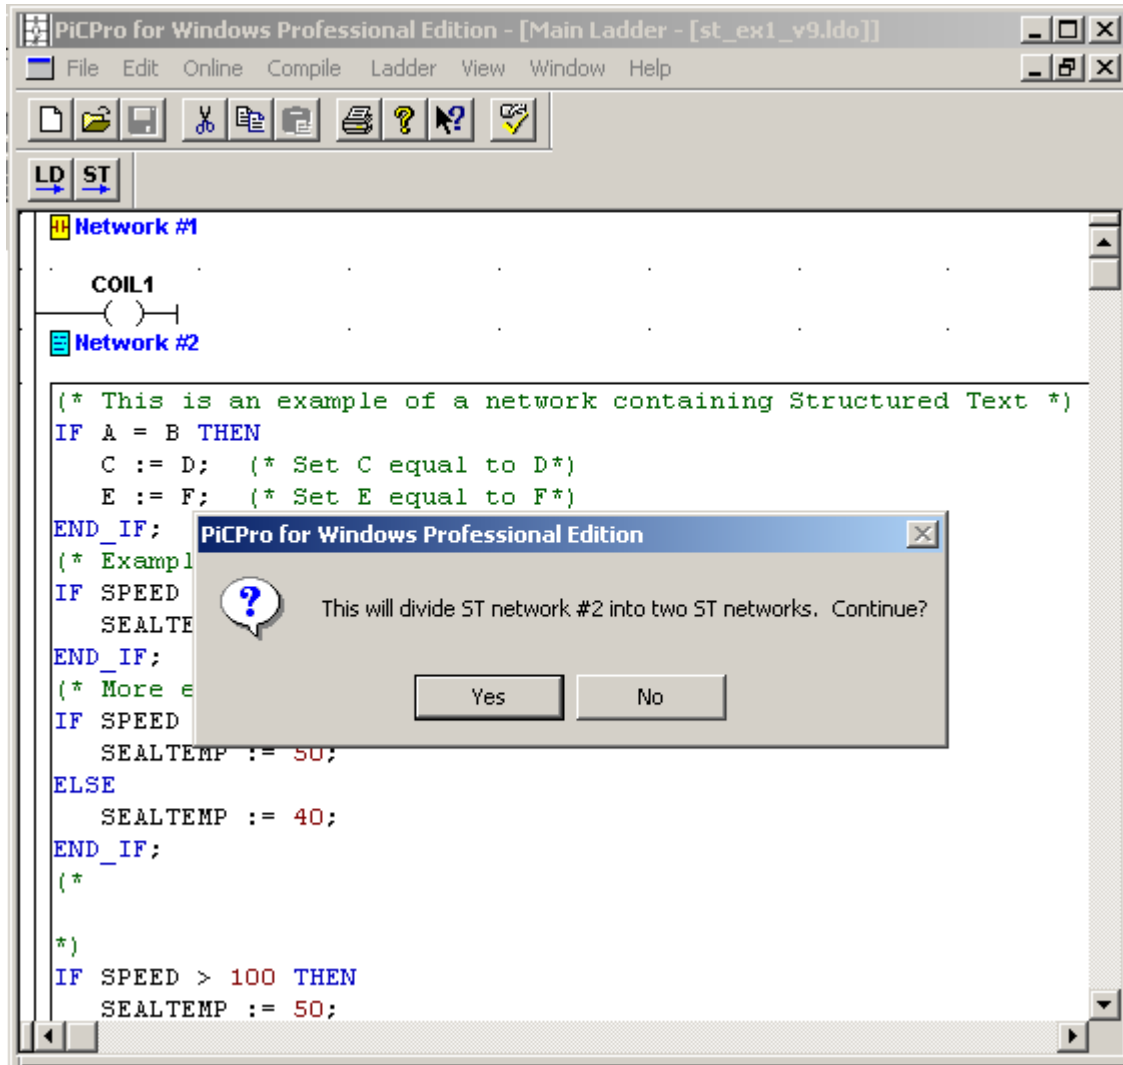 PiCPro for Windows Professional Edition - [Main Ladder - [st_ex1_v9.ldo]]
File Edit Online Compile Ladder View Window Help
LD ST
Network #1
COIL1
( )
Network #2
(* This is an example of a network containing Structured Text *)
IF A = B THEN
C := D; (* Set C equal to D*)
E := F; (* Set E equal to F*)
END_IF;
(* Exampl
IF SPEED
SEALTE
END_IF;
(* More e
IF SPEED
PiCPro for Windows Professional Edition
This will divide ST network #2 into two ST networks. Continue?
Yes No
SEALTEMP := 50;
ELSE
SEALTEMP := 40;
END_IF;
(*
*)
IF SPEED > 100 THEN
SEALTEMP := 50;